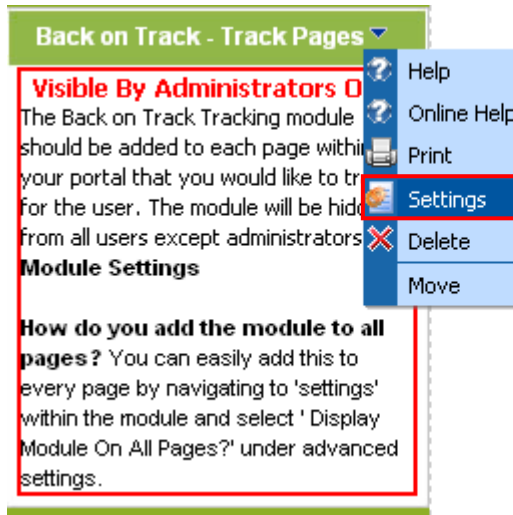 Back on Track - Track Pages
Visible By Administrators O
The Back on Track Tracking module
should be added to each page within
your portal that you would like to
for the user. The module will be
from all users except administrators
Module Settings
How do you add the module to all
pages? You can easily add this to
every page by navigating to 'settings'
within the module and select ' Display
Module On All Pages?' under advanced
settings.
Help
Online Help
Print
Settings
Delete
Move